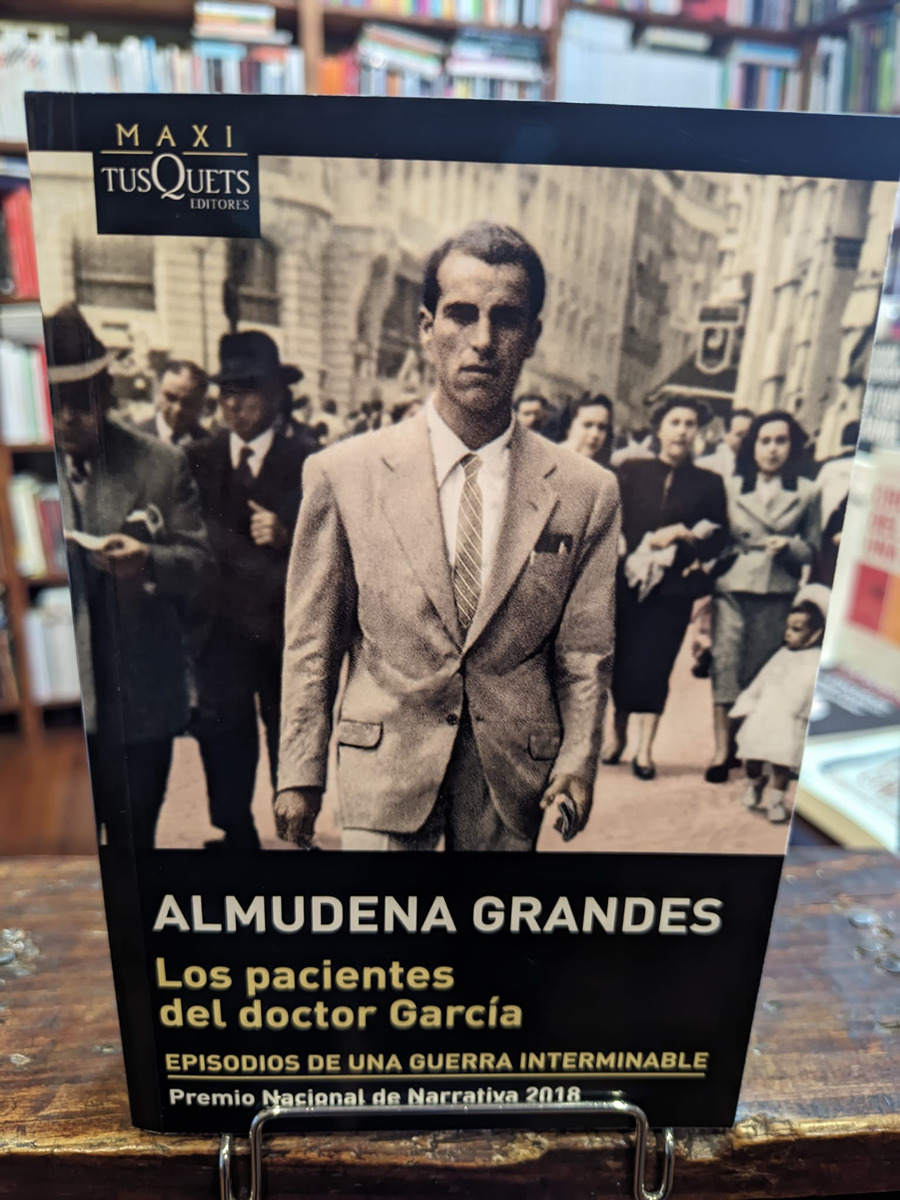 MAXI
TUSQUETS
EDITORES
ALMUDENA GRANDES
Los pacientes
del doctor García
EPISODIOS DE UNA GUERRA INTERMINABLE
Premio Nacional de Narrativa 2018